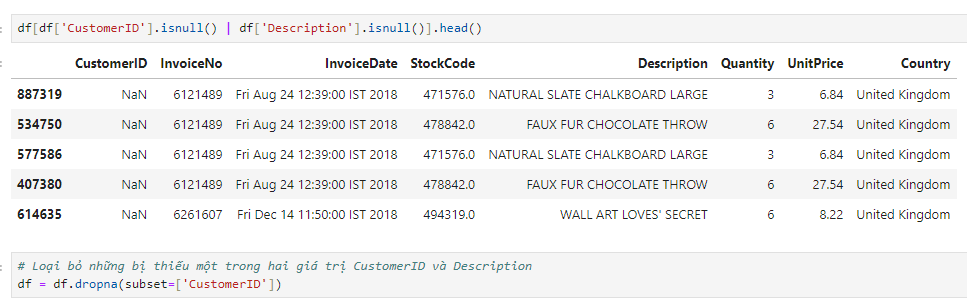 df[df['CustomerID'].isnull() | df['Description'].isnull()].head()
CustomerID InvoiceNo InvoiceDate StockCode Description Quantity UnitPrice Country
887319 NaN 6121489 Fri Aug 24 12:39:00 IST 2018 471576.0 NATURAL SLATE CHALKBOARD LARGE 3 6.84 United Kingdom
534750 NaN 6121489 Fri Aug 24 12:39:00 IST 2018 478842.0 FAUX FUR CHOCOLATE THROW 6 27.54 United Kingdom
577586 NaN 6121489 Fri Aug 24 12:39:00 IST 2018 471576.0 NATURAL SLATE CHALKBOARD LARGE 3 6.84 United Kingdom
407380 NaN 6121489 Fri Aug 24 12:39:00 IST 2018 478842.0 FAUX FUR CHOCOLATE THROW 6 27.54 United Kingdom
614635 NaN 6261607 Fri Dec 14 11:50:00 IST 2018 494319.0 WALL ART LOVES' SECRET 6 8.22 United Kingdom
# Loại bỏ những bị thiếu một trong hai giá trị CustomerID và Description
df = df.dropna(subset=['CustomerID'])